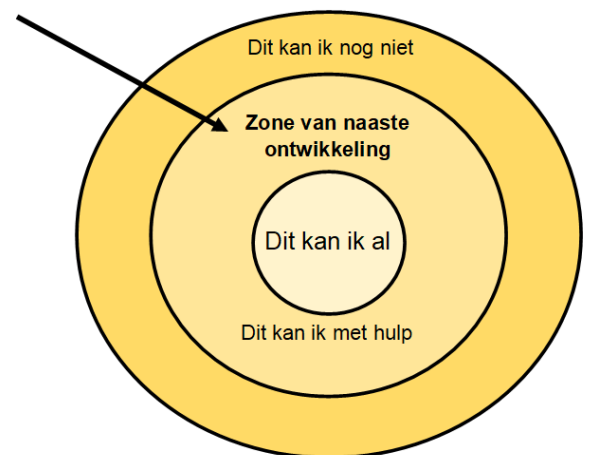 Dit kan ik nog niet
Zone van naaste
ontwikkeling
Dit kan ik al
Dit kan ik met hulp